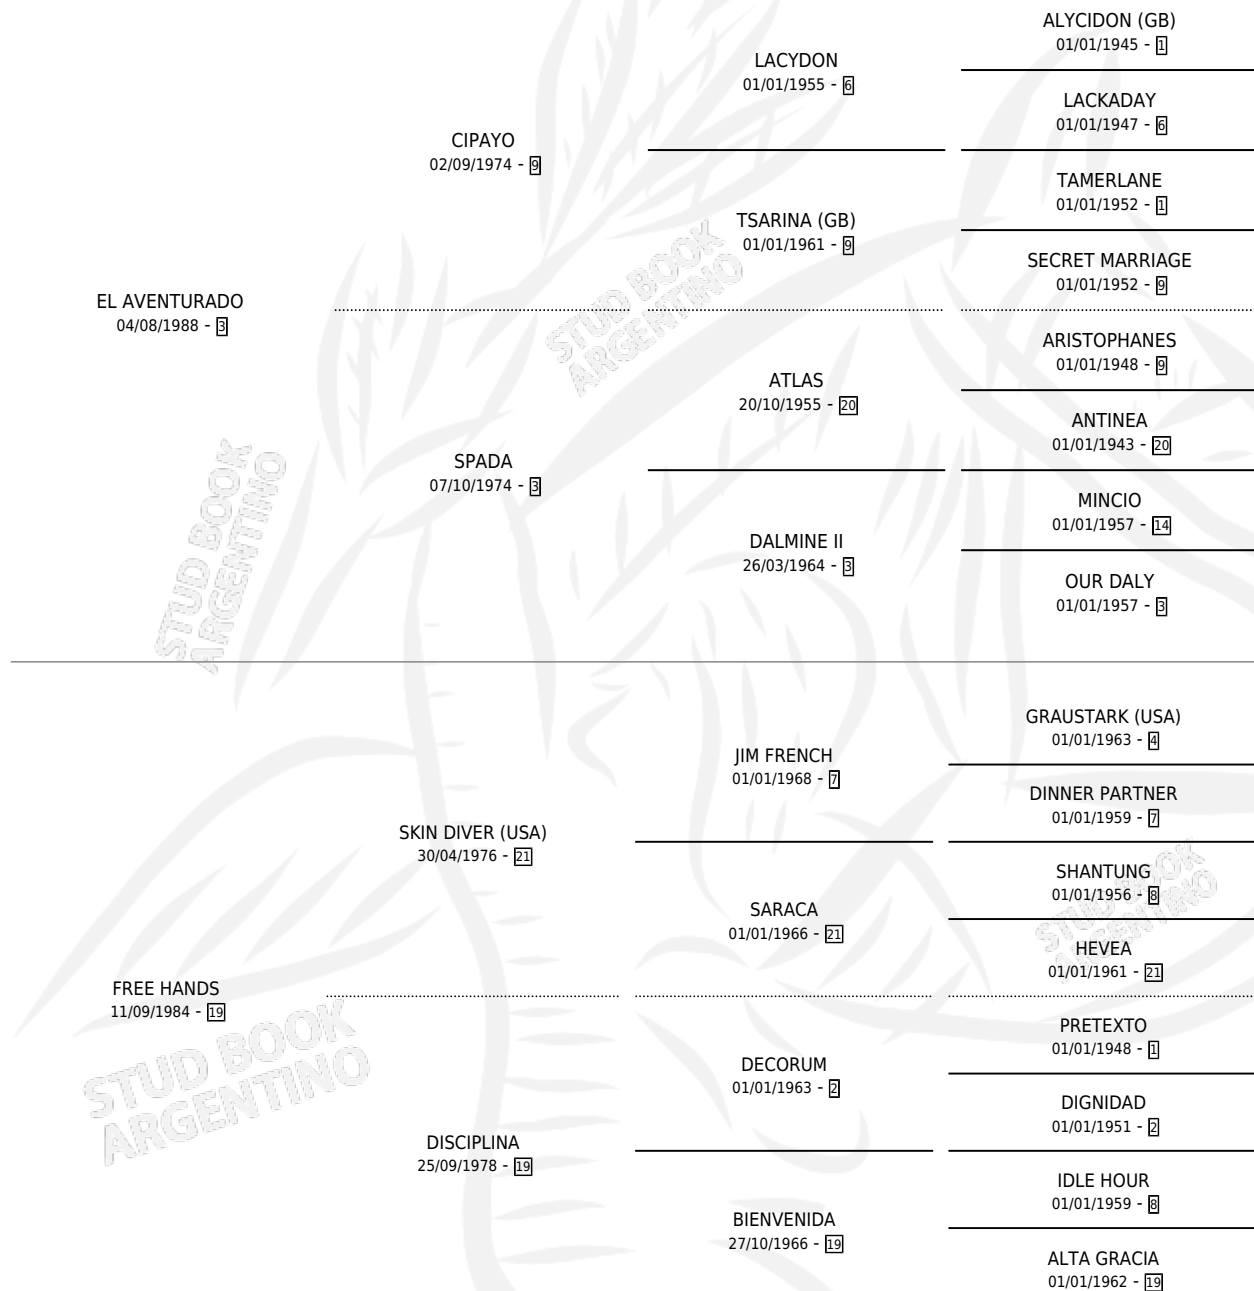 ALYCIDON (GB)
01/01/1945 - 1
LACYDON
01/01/1955 - 6
LACKADAY
01/01/1947 - 6
CIPAYO
02/09/1974 - 9
TAMERLANE
01/01/1952 - 1
TSARINA (GB)
01/01/1961 - 9
SECRET MARRIAGE
01/01/1952 - 9
EL AVENTURADO
04/08/1988 - 3
ARISTOPHANES
01/01/1948 - 9
ATLAS
20/10/1955 - 20
ANTINEA
01/01/1943 - 20
SPADA
07/10/1974 - 3
MINCIO
01/01/1957 - 14
DALMINE II
26/03/1964 - 3
OUR DALY
01/01/1957 - 3
GRAUSTARK (USA)
01/01/1963 - 4
JIM FRENCH
01/01/1968 - 7
DINNER PARTNER
01/01/1959 - 7
SKIN DIVER (USA)
30/04/1976 - 21
SHANTUNG
01/01/1956 - 8
SARACA
01/01/1966 - 21
HEVEA
01/01/1961 - 21
FREE HANDS
11/09/1984 - 19
PRETEXTO
01/01/1948 - 1
DECORUM
01/01/1963 - 2
DIGNIDAD
01/01/1951 - 2
DISCIPLINA
25/09/1978 - 19
IDLE HOUR
01/01/1959 - 8
BIENVENIDA
27/10/1966 - 19
ALTA GRACIA
01/01/1962 - 19
STUD BOOK
ARGENTINO
STUD BOOK
ARGENTINO
STUD BOOK
ARGENTINO
STUD BOOK
ARGENTINO